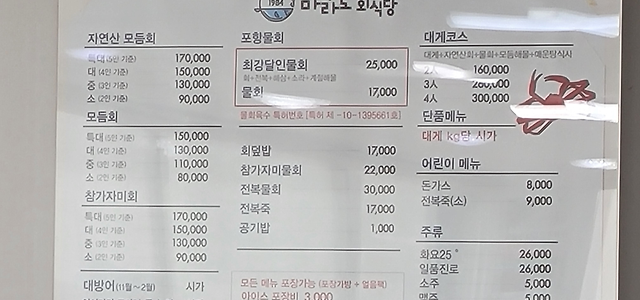 1984
마라도 회식당
자연산 모둠회
특대 (5인 기준) 170,000
대 (4인 기준) 150,000
중 (3인 기준) 130,000
소 (2인 기준) 90,000
모듬회
특대 (5인 기준) 150,000
대 (4인 기준) 130,000
중 (3인 기준) 110,000
소 (2인 기준) 80,000
참가자미회
특대 (5인 기준) 170,000
대 (4인 기준) 150,000
중 (3인 기준) 130,000
소 (2인 기준) 90,000
대방어 (11월~2월) 시가
포항물회
최강달인물회 25,000
회+전복+해삼+소라+계절해물
물회 17,000
물회육수 특허번호 [특허 제 -10-1395661호]
회덮밥 17,000
참가자미물회 22,000
전복물회 30,000
전복죽 17,000
공기밥 1,000
모든 메뉴 포장가능 (포장가방 + 얼음팩)
아이스 포장비 3,000
대게코스
대게+자연산회+물회+모듬해물+매운탕식사
2인 160,000
3인 260,000
4인 300,000
단품메뉴
대게 kg당 시가
어린이 메뉴
돈가스 8,000
전복죽(소) 9,000
주류
화요25° 26,000
일품진로 26,000
소주 5,000
맥주 5,000